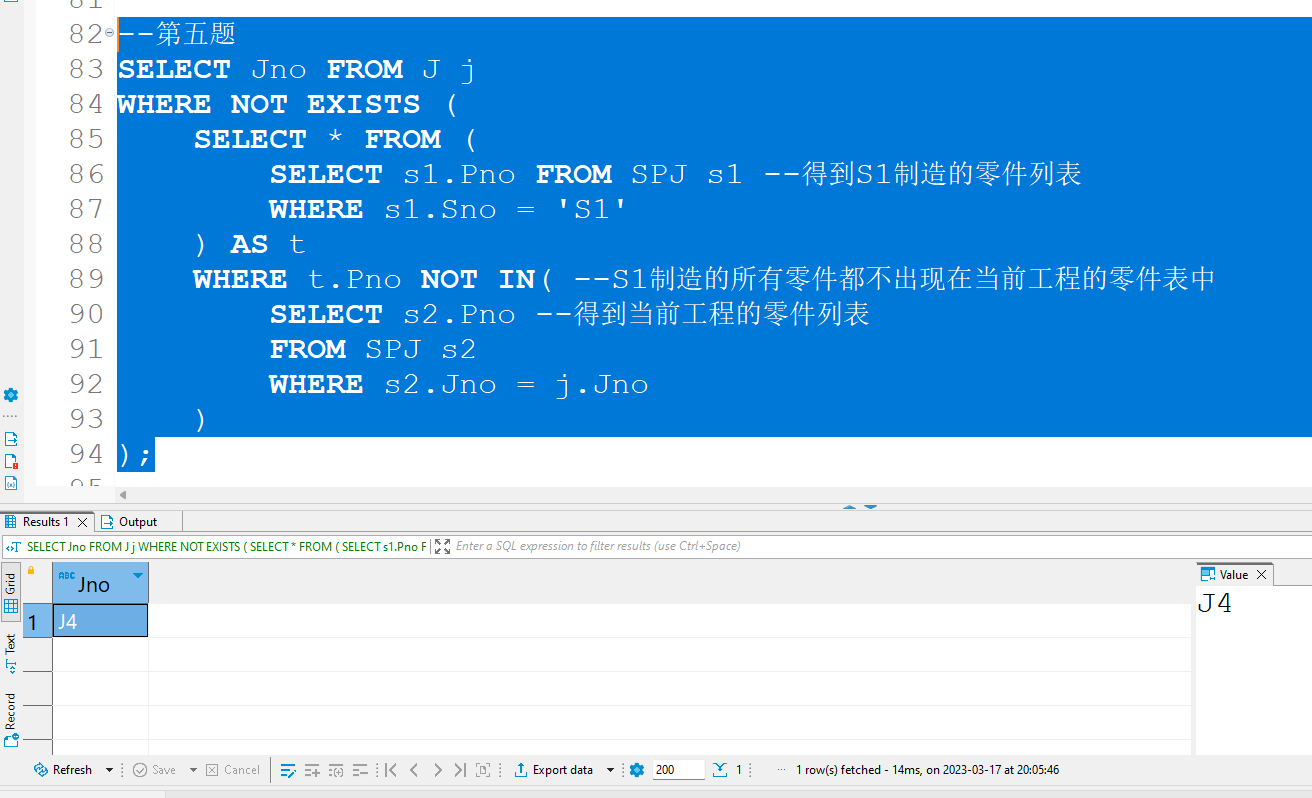 81
82 --第五题
83 SELECT Jno FROM J j
84 WHERE NOT EXISTS (
85 SELECT * FROM (
86 SELECT s1.Pno FROM SPJ s1 --得到S1制造的零件列表
87 WHERE s1.Sno = 'S1'
88 ) AS t
89 WHERE t.Pno NOT IN( --S1制造的所有零件都不出现在当前工程的零件表中
90 SELECT s2.Pno --得到当前工程的零件列表
91 FROM SPJ s2
92 WHERE s2.Jno = j.Jno
93 )
94 );
95
Results 1 Output
SELECT Jno FROM J j WHERE NOT EXISTS ( SELECT * FROM ( SELECT s1.Pno F Enter a SQL expression to filter results (use Ctrl+Space)
Grid
Text
Record
ABC Jno
1 J4
Value
J4
Refresh Save Cancel Export data 200 1 ... 1 row(s) fetched - 14ms, on 2023-03-17 at 20:05:46